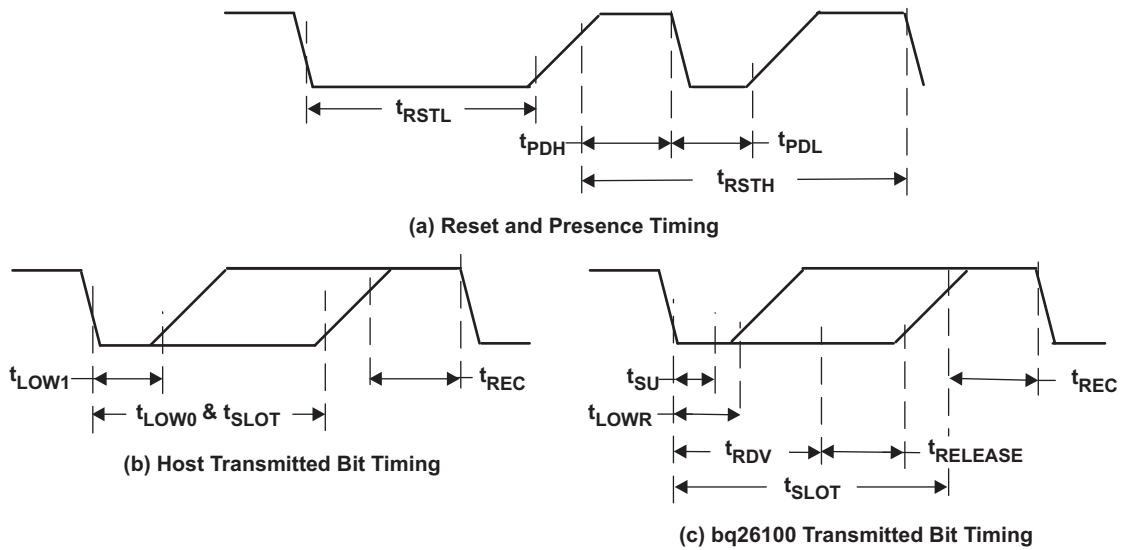 tRSTL
tPDH
tPDL
tRSTH
(a) Reset and Presence Timing
tLOW1
tREC
tLOW0 & tSLOT
(b) Host Transmitted Bit Timing
tSU
tREC
tLOWR
tRDV
tRELEASE
tSLOT
(c) bq26100 Transmitted Bit Timing